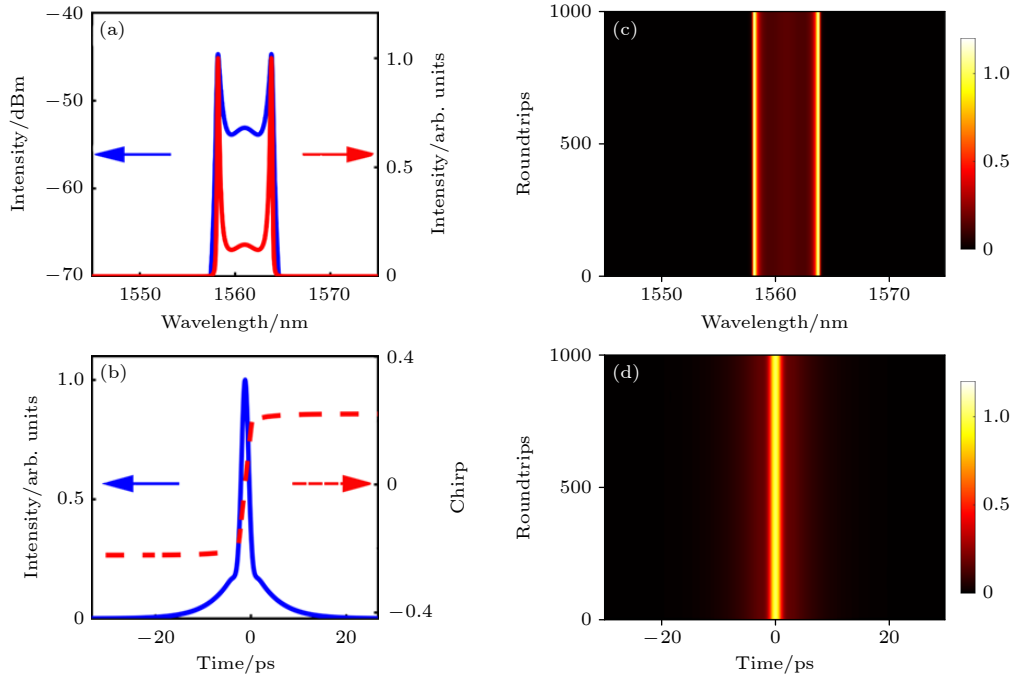 (a)
−40
−50
−60
−70
Intensity/dBm
1.0
0.5
0
Intensity/arb. units
1550
1560
1570
Wavelength/nm
(c)
1000
500
0
Roundtrips
1550
1560
1570
Wavelength/nm
1.0
0.5
0
(b)
1.0
0.5
0
Intensity/arb. units
0.4
0
−0.4
Chirp
−20
0
20
Time/ps
(d)
1000
500
0
Roundtrips
−20
0
20
Time/ps
1.0
0.5
0